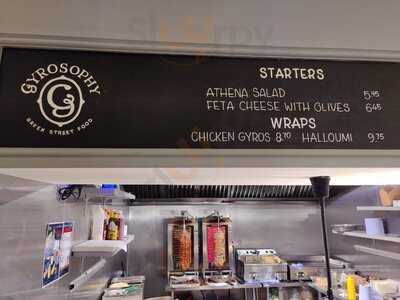 GYROSOPHY
G
GREEK STREET FOOD
STARTERS
ATHENA SALAD 5.95
FETA CHEESE WITH OLIVES 6.45
WRAPS
CHICKEN GYROS 8.70 HALLOUMI 9.75